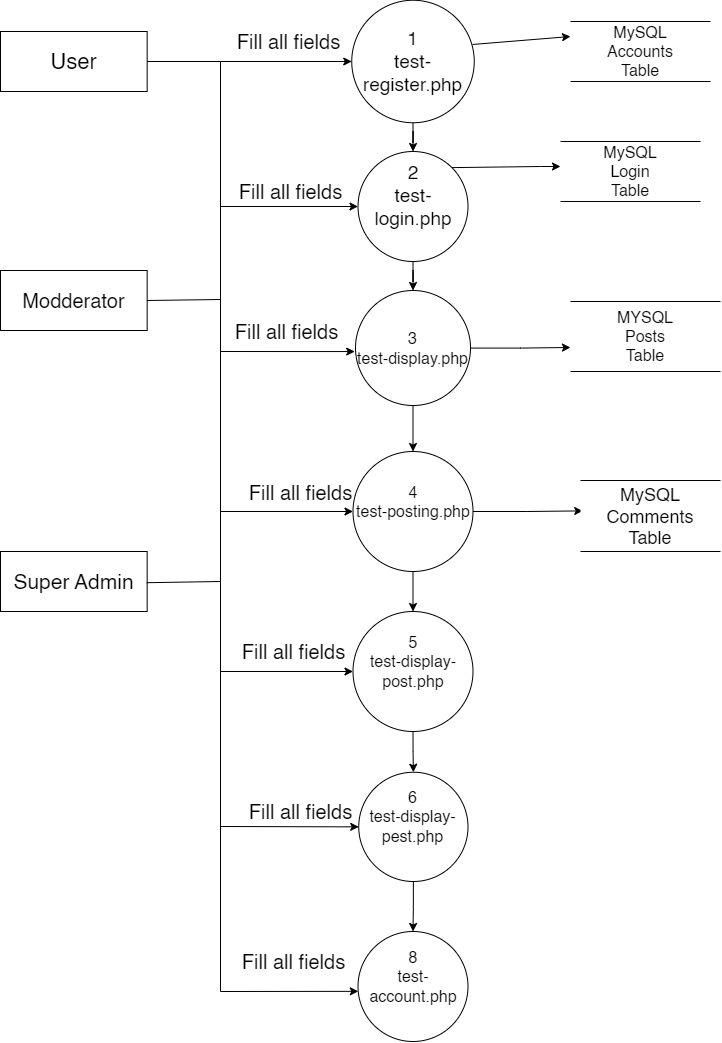 User
Fill all fields
1
test-
register.php
MySQL
Accounts
Table
Fill all fields
2
test-
login.php
MySQL
Login
Table
Modderator
Fill all fields
3
test-display.php
MYSQL
Posts
Table
Fill all fields
4
test-posting.php
MySQL
Comments
Table
Super Admin
Fill all fields
5
test-display-
post.php
Fill all fields
6
test-display-
pest.php
Fill all fields
8
test-
account.php